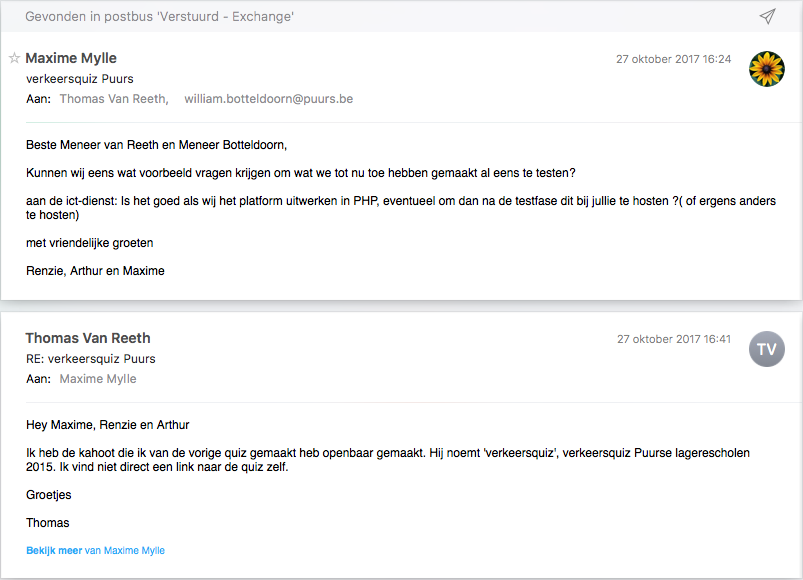 Gevonden in postbus 'Verstuurd - Exchange'
Maxime Mylle
27 oktober 2017 16:24
verkeersquiz Puurs
Aan: Thomas Van Reeth, william.botteldoorn@puurs.be
Beste Meneer van Reeth en Meneer Botteldoorn,
Kunnen wij eens wat voorbeeld vragen krijgen om wat we tot nu toe hebben gemaakt al eens te testen?
aan de ict-dienst: Is het goed als wij het platform uitwerken in PHP, eventueel om dan na de testfase dit bij jullie te hosten ?( of ergens anders
te hosten)
met vriendelijke groeten
Renzie, Arthur en Maxime
Thomas Van Reeth
27 oktober 2017 16:41
TV
RE: verkeersquiz Puurs
Aan: Maxime Mylle
Hey Maxime, Renzie en Arthur
Ik heb de kahoot die ik van de vorige quiz gemaakt heb openbaar gemaakt. Hij noemt 'verkeersquiz', verkeersquiz Puurse lagerescholen
2015. Ik vind niet direct een link naar de quiz zelf.
Groetjes
Thomas
Bekijk meer van Maxime Mylle